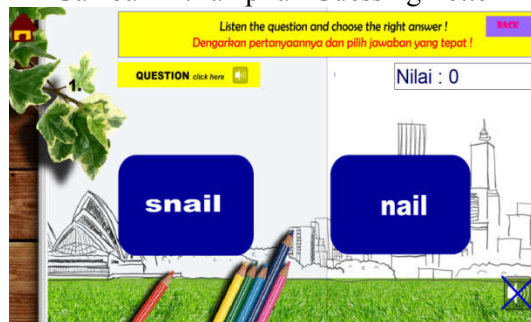 Listen the question and choose the right answer !
BACK
Dengarkan pertanyaannya dan pilih jawaban yang tepat !
1.
QUESTION click here
Nilai : 0
snail
nail